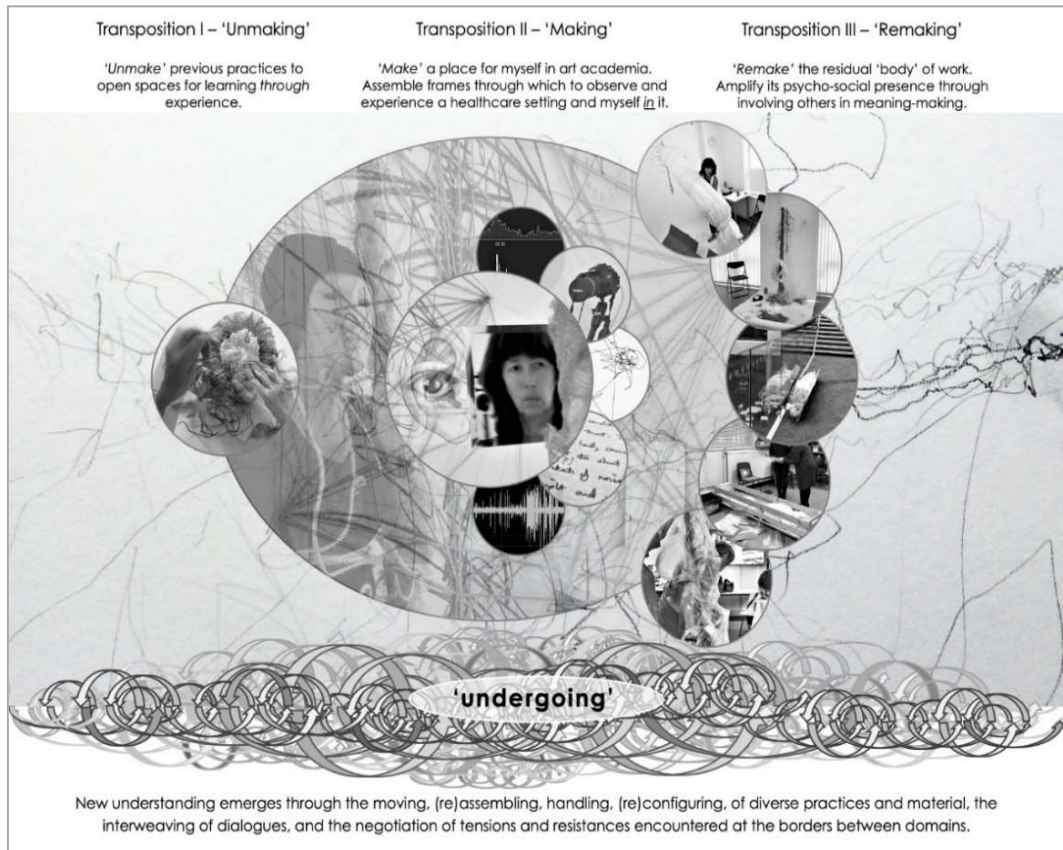 Transposition I – ‘Unmaking’
‘Unmake’ previous practices to
open spaces for learning through
experience.
Transposition II – ‘Making’
‘Make’ a place for myself in art academia.
Assemble frames through which to observe and
experience a healthcare setting and myself in it.
Transposition III – ‘Remaking’
‘Remake’ the residual ‘body’ of work.
Amplify its psycho-social presence through
involving others in meaning-making.
‘undergoing’
New understanding emerges through the moving, (re)assembling, handling, (re)configuring, of diverse practices and material, the
interweaving of dialogues, and the negotiation of tensions and resistances encountered at the borders between domains.